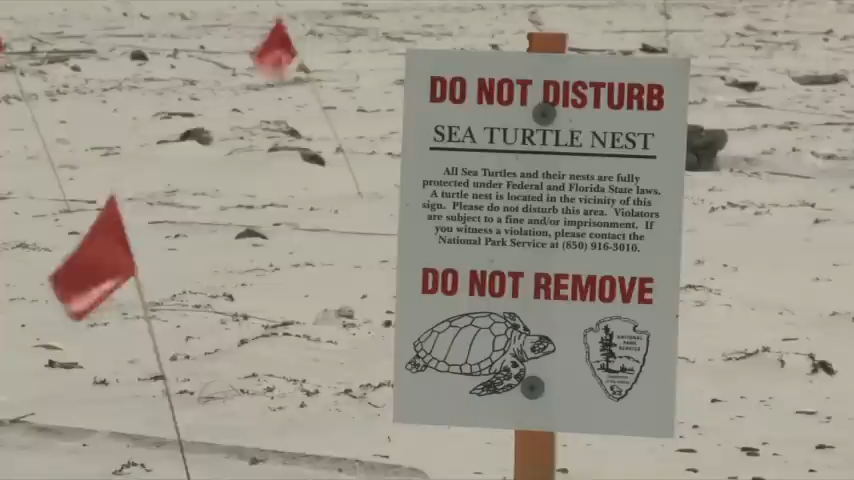 DO NOT DISTURB
SEA TURTLE NEST
All Sea Turtles and their nests are fully
protected under Federal and Florida State laws.
A turtle nest is located in the vicinity of this
sign. Please do not disturb this area. Violators
are subject to a fine and/or imprisonment. If
you witness a violation, please contact the
National Park Service at (850) 916-3010.
DO NOT REMOVE
NATIONAL
PARK
SERVICE